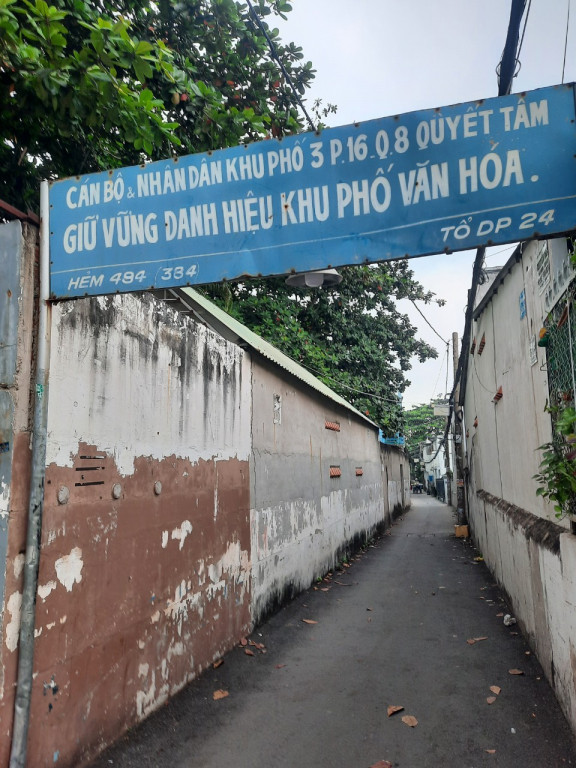 CÁN BỘ & NHÂN DÂN KHU PHỐ 3 P.16 Q.8 QUYẾT TÂM
GIỮ VỮNG DANH HIỆU KHU PHỐ VĂN HÓA.
HẺM 484 (334) TỔ DP 24